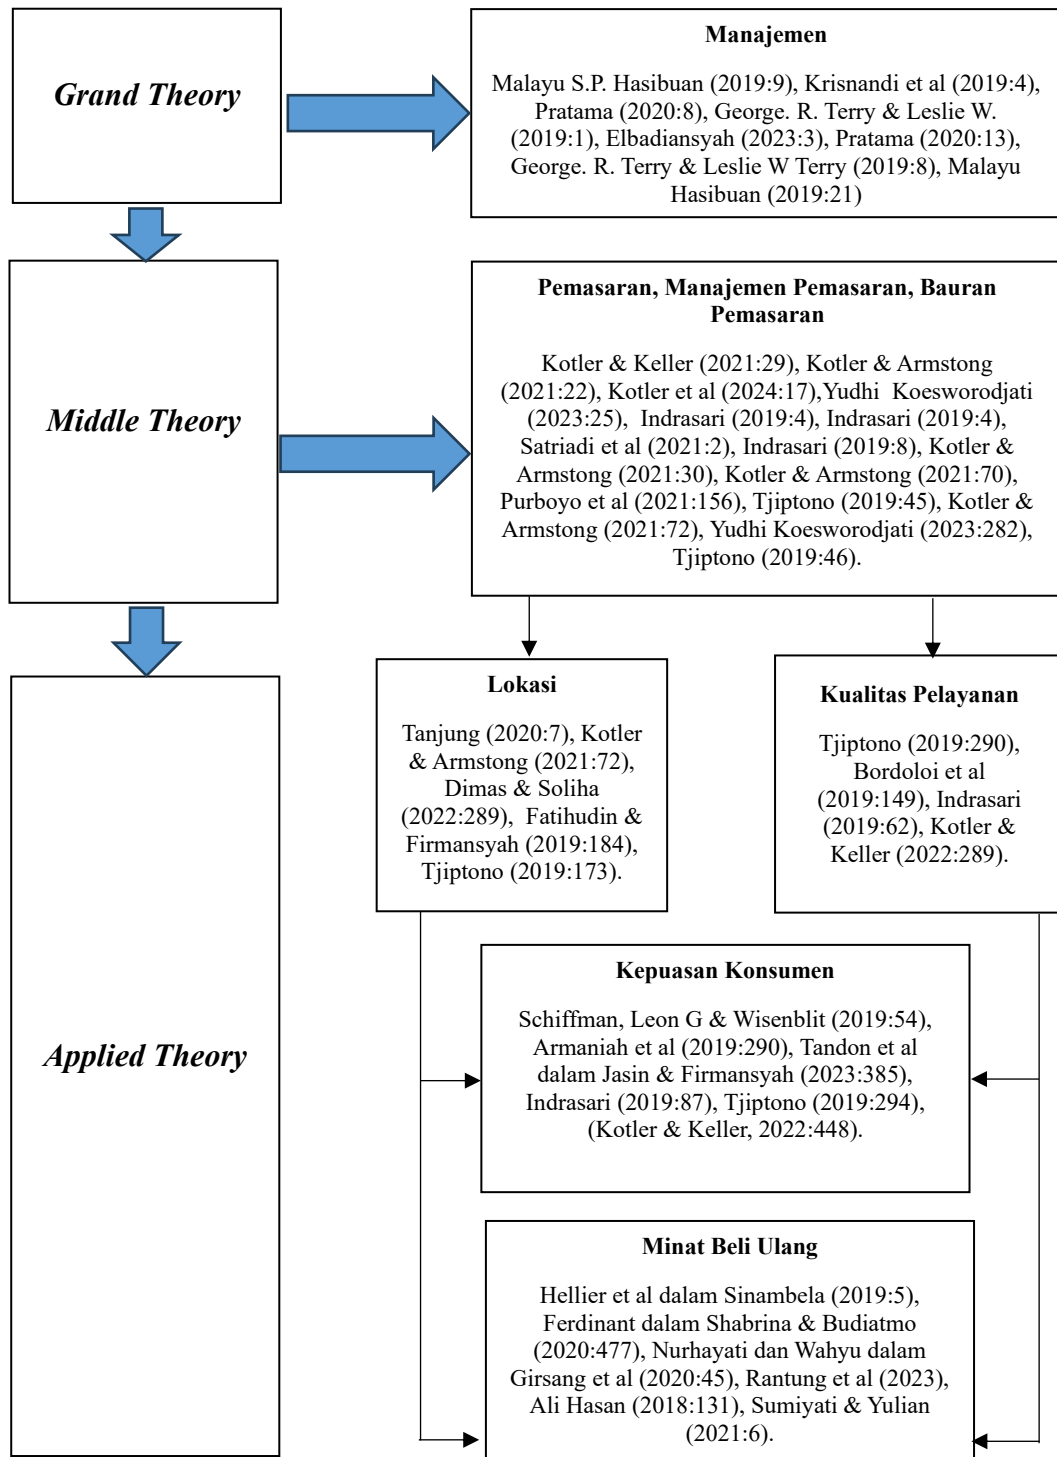 Grand Theory
Manajemen
Malayu S.P. Hasibuan (2019:9), Krisnandi et al (2019:4),
Pratama (2020:8), George. R. Terry & Leslie W.
(2019:1), Elbadiansyah (2023:3), Pratama (2020:13),
George. R. Terry & Leslie W Terry (2019:8), Malayu
Hasibuan (2019:21)
Middle Theory
Pemasaran, Manajemen Pemasaran, Bauran
Pemasaran
Kotler & Keller (2021:29), Kotler & Armstong
(2021:22), Kotler et al (2024:17),Yudhi Koesworodjati
(2023:25), Indrasari (2019:4), Indrasari (2019:4),
Satriadi et al (2021:2), Indrasari (2019:8), Kotler &
Armstong (2021:30), Kotler & Armstong (2021:70),
Purboyo et al (2021:156), Tjiptono (2019:45), Kotler &
Armstong (2021:72), Yudhi Koesworodjati (2023:282),
Tjiptono (2019:46).
Applied Theory
Lokasi
Tanjung (2020:7), Kotler
& Armstong (2021:72),
Dimas & Soliha
(2022:289), Fatihudin &
Firmansyah (2019:184),
Tjiptono (2019:173).
Kualitas Pelayanan
Tjiptono (2019:290),
Bordoloi et al
(2019:149), Indrasari
(2019:62), Kotler &
Keller (2022:289).
Kepuasan Konsumen
Schiffman, Leon G & Wisenblit (2019:54),
Armaniah et al (2019:290), Tandon et al
dalam Jasin & Firmansyah (2023:385),
Indrasari (2019:87), Tjiptono (2019:294),
(Kotler & Keller, 2022:448).
Minat Beli Ulang
Hellier et al dalam Sinambela (2019:5),
Ferdinant dalam Shabrina & Budiatmo
(2020:477), Nurhayati dan Wahyu dalam
Girsang et al (2020:45), Rantung et al (2023),
Ali Hasan (2018:131), Sumiyati & Yulian
(2021:6).